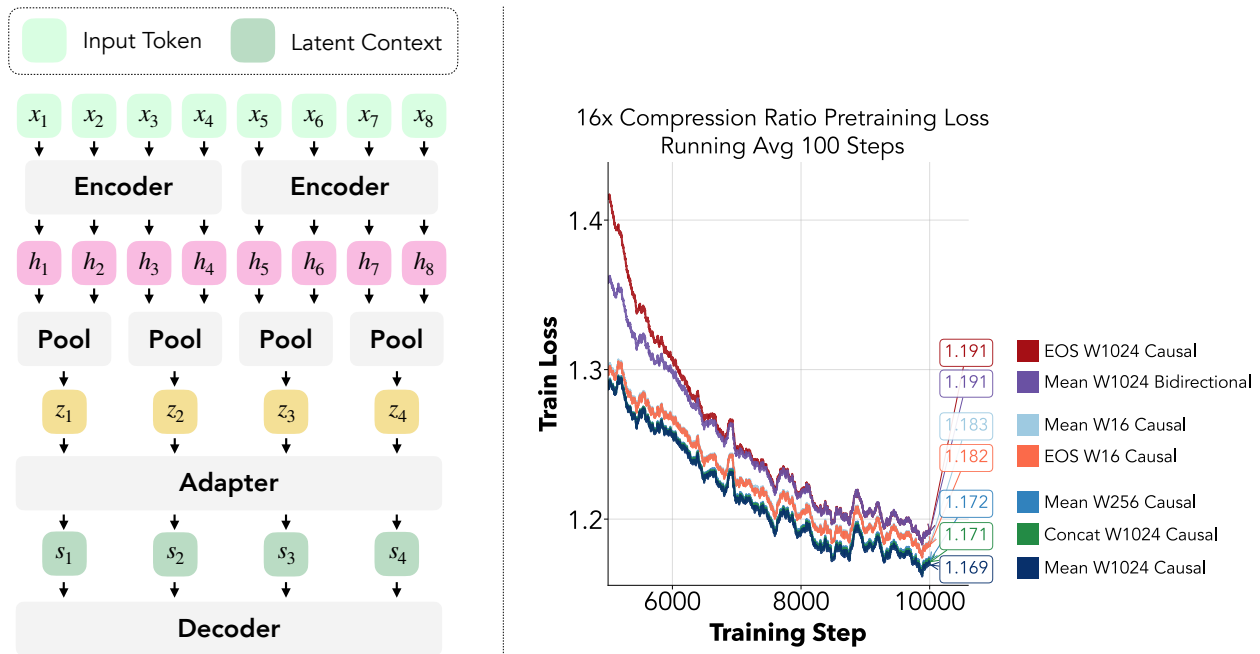 Input Token Latent Context
x1 x2 x3 x4 x5 x6 x7 x8
Encoder Encoder
h1 h2 h3 h4 h5 h6 h7 h8
Pool Pool Pool Pool
z1 z2 z3 z4
Adapter
s1 s2 s3 s4
Decoder
16x Compression Ratio Pretraining Loss
Running Avg 100 Steps
Train Loss
1.4
1.3
1.2
6000 8000 10000
Training Step
1.191 EOS W1024 Causal
1.191 Mean W1024 Bidirectional
1.183 Mean W16 Causal
1.182 EOS W16 Causal
1.172 Mean W256 Causal
1.171 Concat W1024 Causal
1.169 Mean W1024 Causal